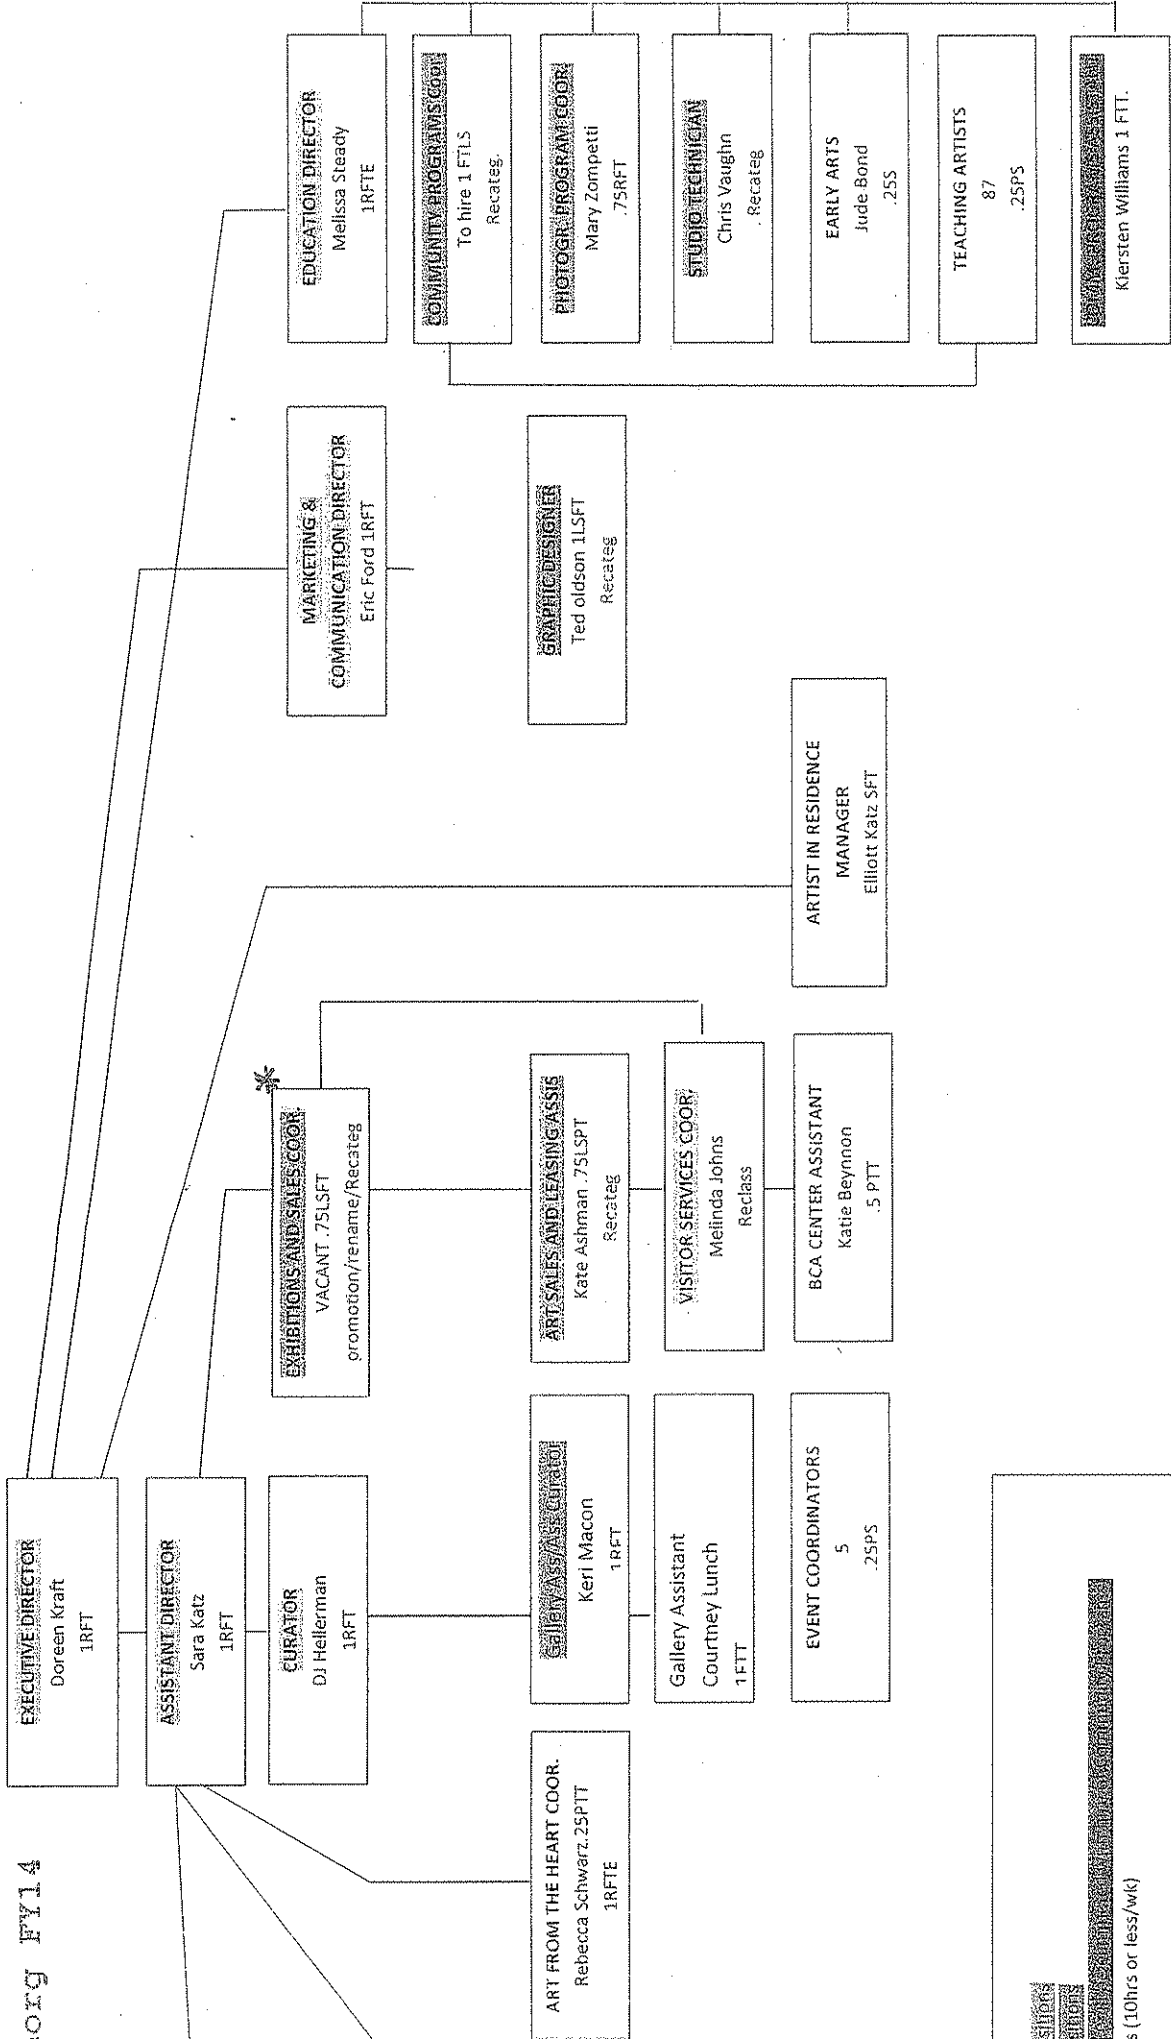 org FY14
EXECUTIVE DIRECTOR
Doreen Kraft
1RFT
ASSISTANT DIRECTOR
Sara Katz
1RFT
CURATOR
DJ Hellerman
1RFT
ART FROM THE HEART COOR.
Rebecca Schwarz.25PTT
1RFTE
Gallery Ass/Ass Curator
Keri Macon
1RFT
Gallery Assistant
Courtney Lunch
1FTT
EVENT COORDINATORS
5
.25PS
EXHIBITIONS AND SALES COOR.
VACANT .75LSFT
promotion/rename/Recateg
ART SALES AND LEASING ASSIS
Kate Ashman .75LSPT
Recateg
VISITOR SERVICES COOR.
Melinda Johns
Reclass
BCA CENTER ASSISTANT
Katie Beynnon
.5 PTT
ARTIST IN RESIDENCE
MANAGER
Elliott Katz SFT
MARKETING &
COMMUNICATION DIRECTOR
Eric Ford 1RFT
GRAPHIC DESIGNER
Ted oldson 1LSFT
Recateg
EDUCATION DIRECTOR
Melissa Steady
1RFTE
COMMUNITY PROGRAMS Coor.
To hire 1 FTLS
Recateg.
PHOTOGR. PROGRAM COOR.
Mary Zompetti
.75RFT
STUDIO TECHNICIAN
Chris Vaughn
. Recateg
EARLY ARTS
Jude Bond
.25S
TEACHING ARTISTS
87
.25PS
Kiersten Williams 1 FTT.
sitions
itions
s (10hrs or less/wk)